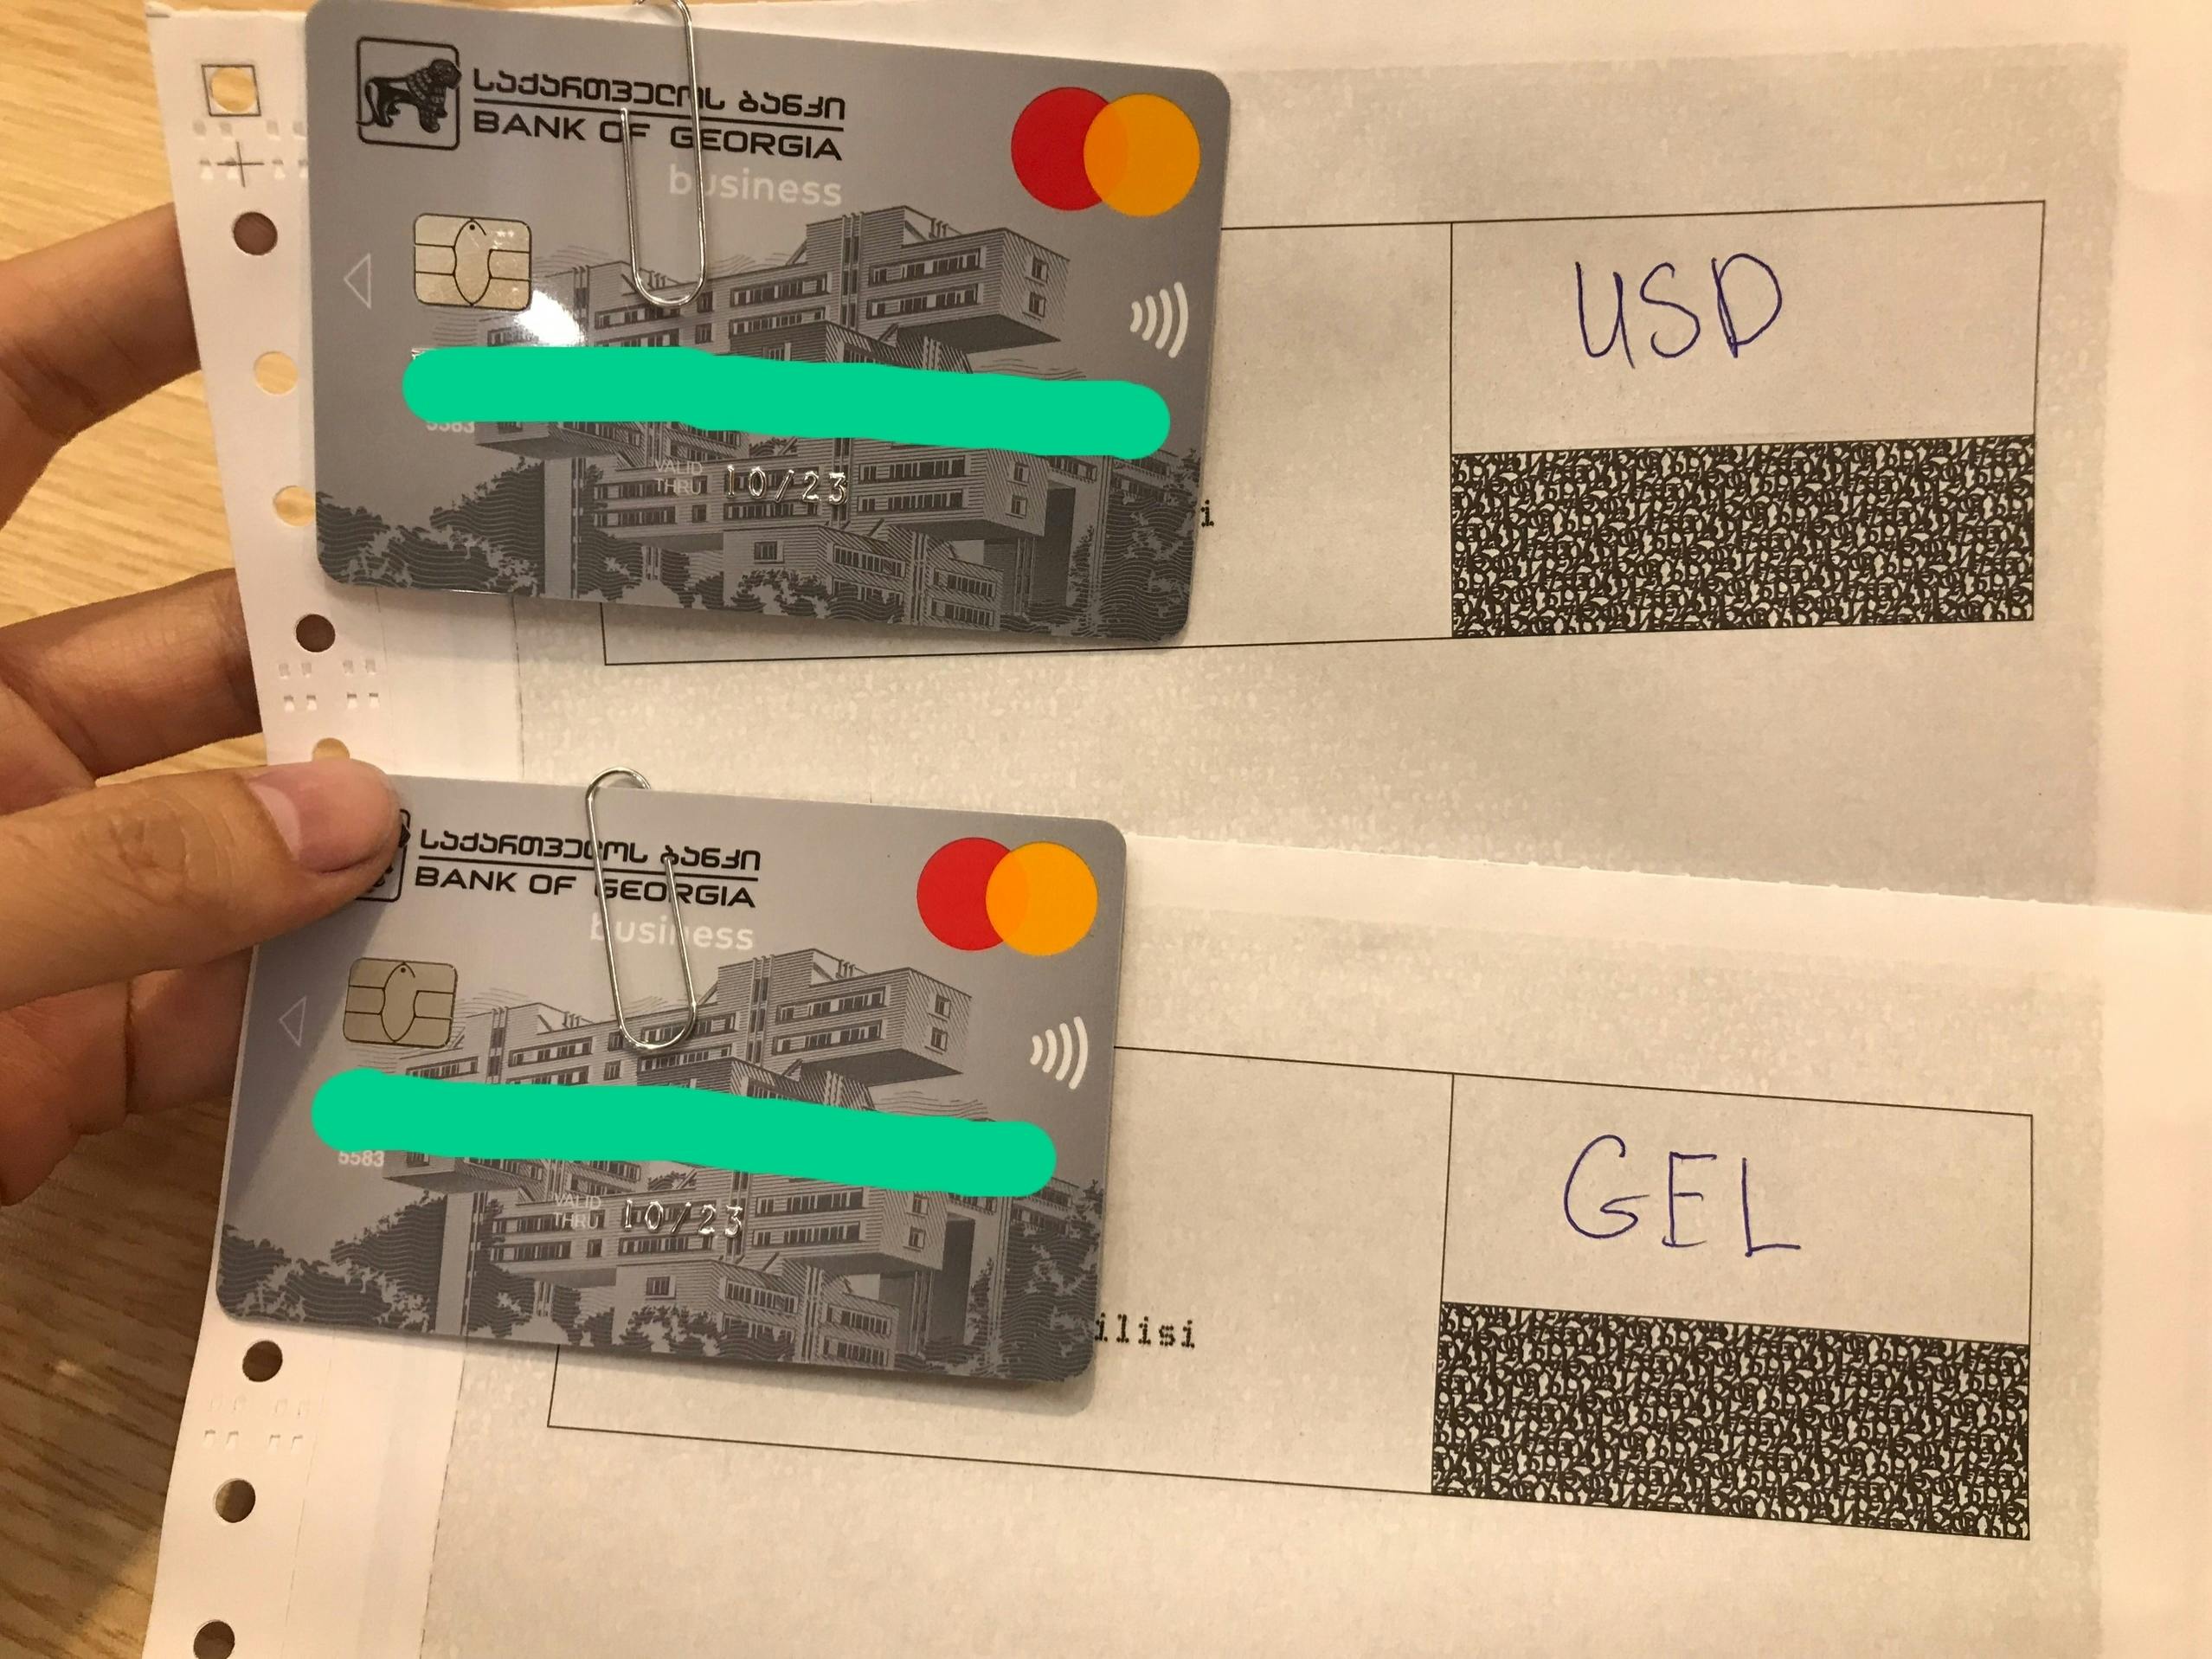 საქართველოს ბანკი
BANK OF GEORGIA
business
5583
VALID THRU 10/23
USD
i
საქართველოს ბანკი
BANK OF GEORGIA
business
5583
VALID THRU 10/23
GEL
ilisi